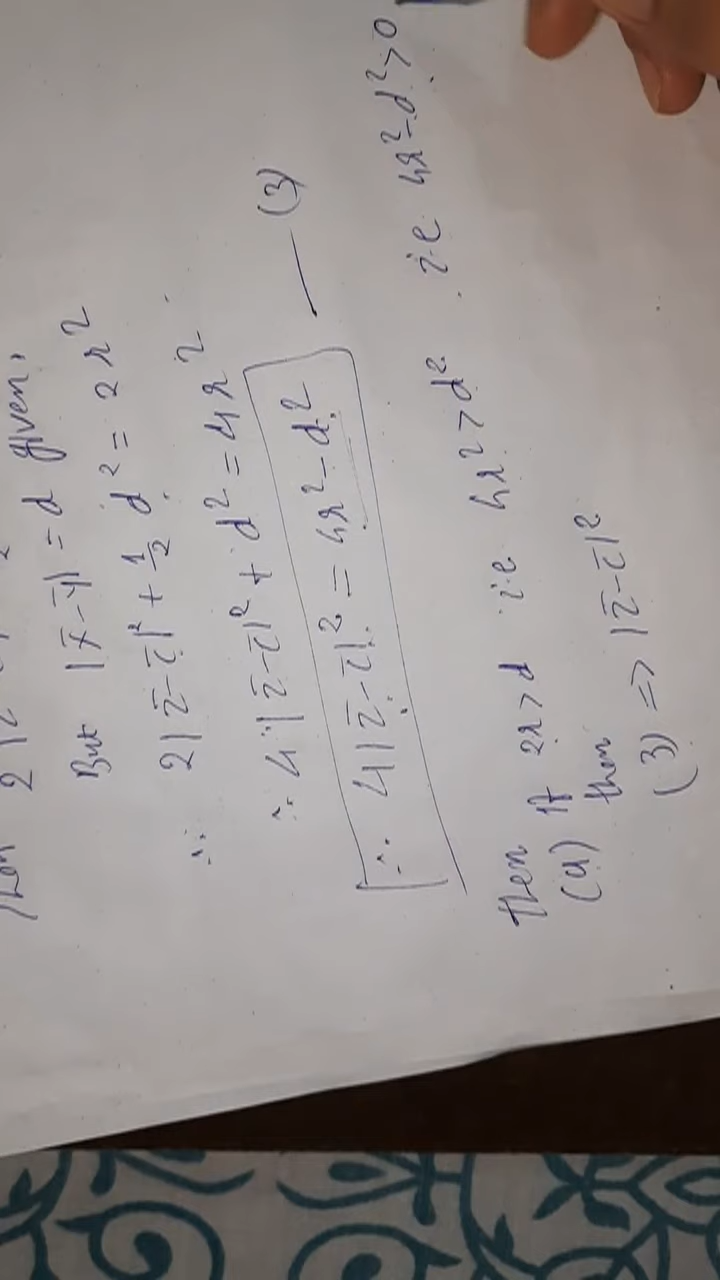 But |x̄-ȳ| = d given,
∴ 2|z̄-c̄|² + 1/2 d² = 2r²
∴ 4|z̄-c̄|² + d² = 4r²
∴ 4|z̄-c̄|² = 4r²-d² — (3)
Then
(a) If 2r>d i.e 4r²>d² i.e 4r²-d²>0
then
(3) => |z̄-c̄|²